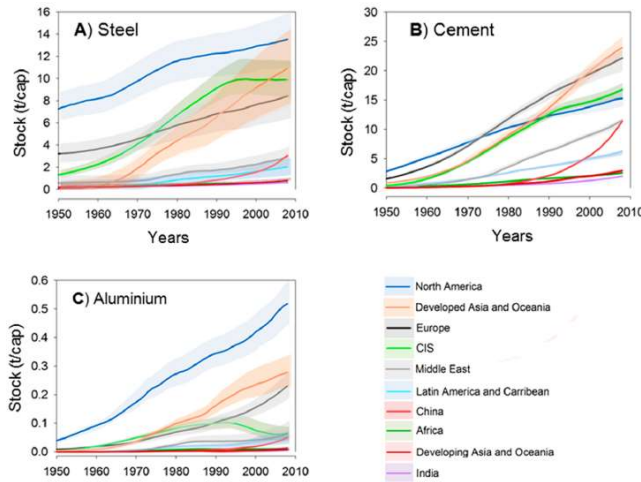 A) Steel
Stock (t/cap)
16
14
12
10
8
6
4
2
0
1950 1960 1970 1980 1990 2000 2010
Years
B) Cement
Stock (t/cap)
30
25
20
15
10
5
0
1950 1960 1970 1980 1990 2000 2010
Years
C) Aluminium
Stock (t/cap)
0.6
0.5
0.4
0.3
0.2
0.1
0.0
1950 1960 1970 1980 1990 2000 2010
North America
Developed Asia and Oceania
Europe
CIS
Middle East
Latin America and Carribean
China
Africa
Developing Asia and Oceania
India